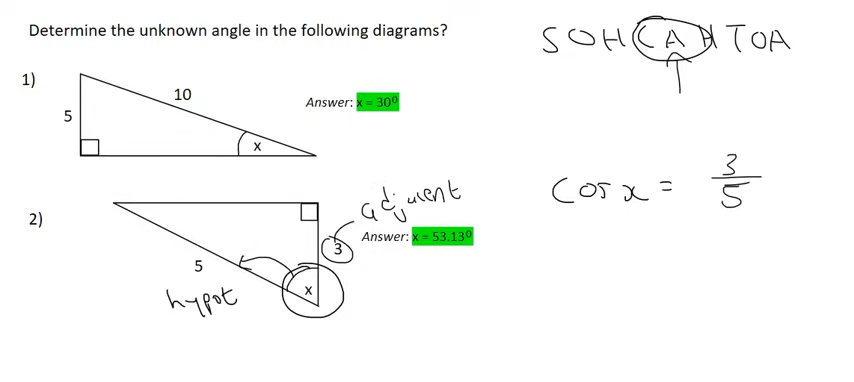 Determine the unknown angle in the following diagrams?
SOHCAHTOA
1)
10
Answer: x = 30⁰
5
x
cos x = 3/5
adjacent
2)
3
Answer: x = 53.13⁰
5
x
hypot